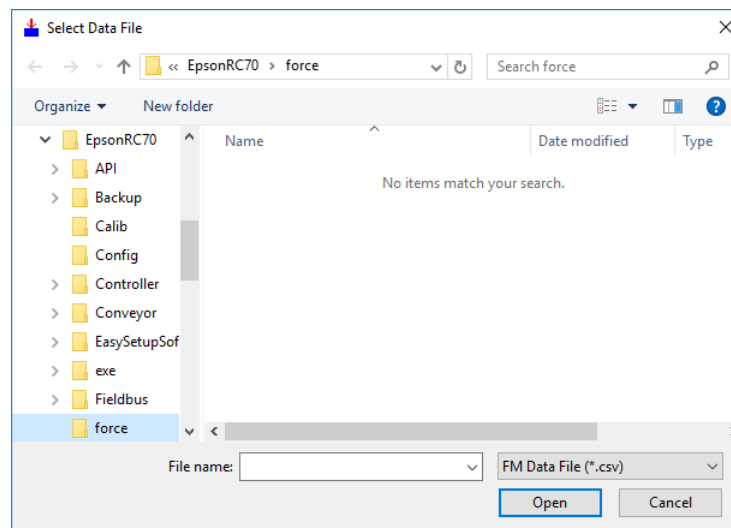 Select Data File
« EpsonRC70 > force
Search force
Organize
New folder
EpsonRC70
API
Backup
Calib
Config
Controller
Conveyor
EasySetupSof
exe
Fieldbus
force
Name
Date modified
Type
No items match your search.
File name:
FM Data File (*.csv)
Open
Cancel